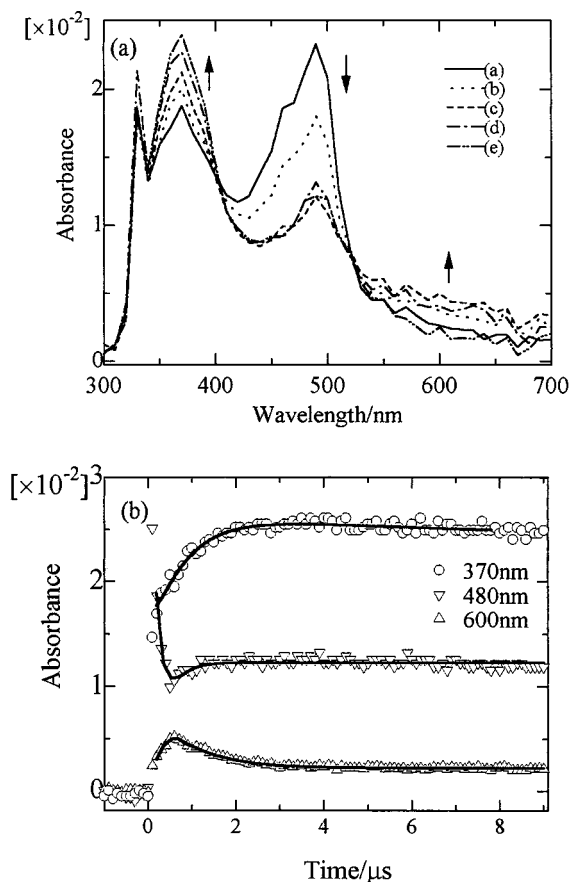 [×10⁻²]
(a)
2
1
0
Absorbance
(a)
(b)
(c)
(d)
(e)
300 400 500 600 700
Wavelength/nm
[×10⁻²] 3
(b)
2
1
0
Absorbance
370nm
480nm
600nm
0 2 4 6 8
Time/μs